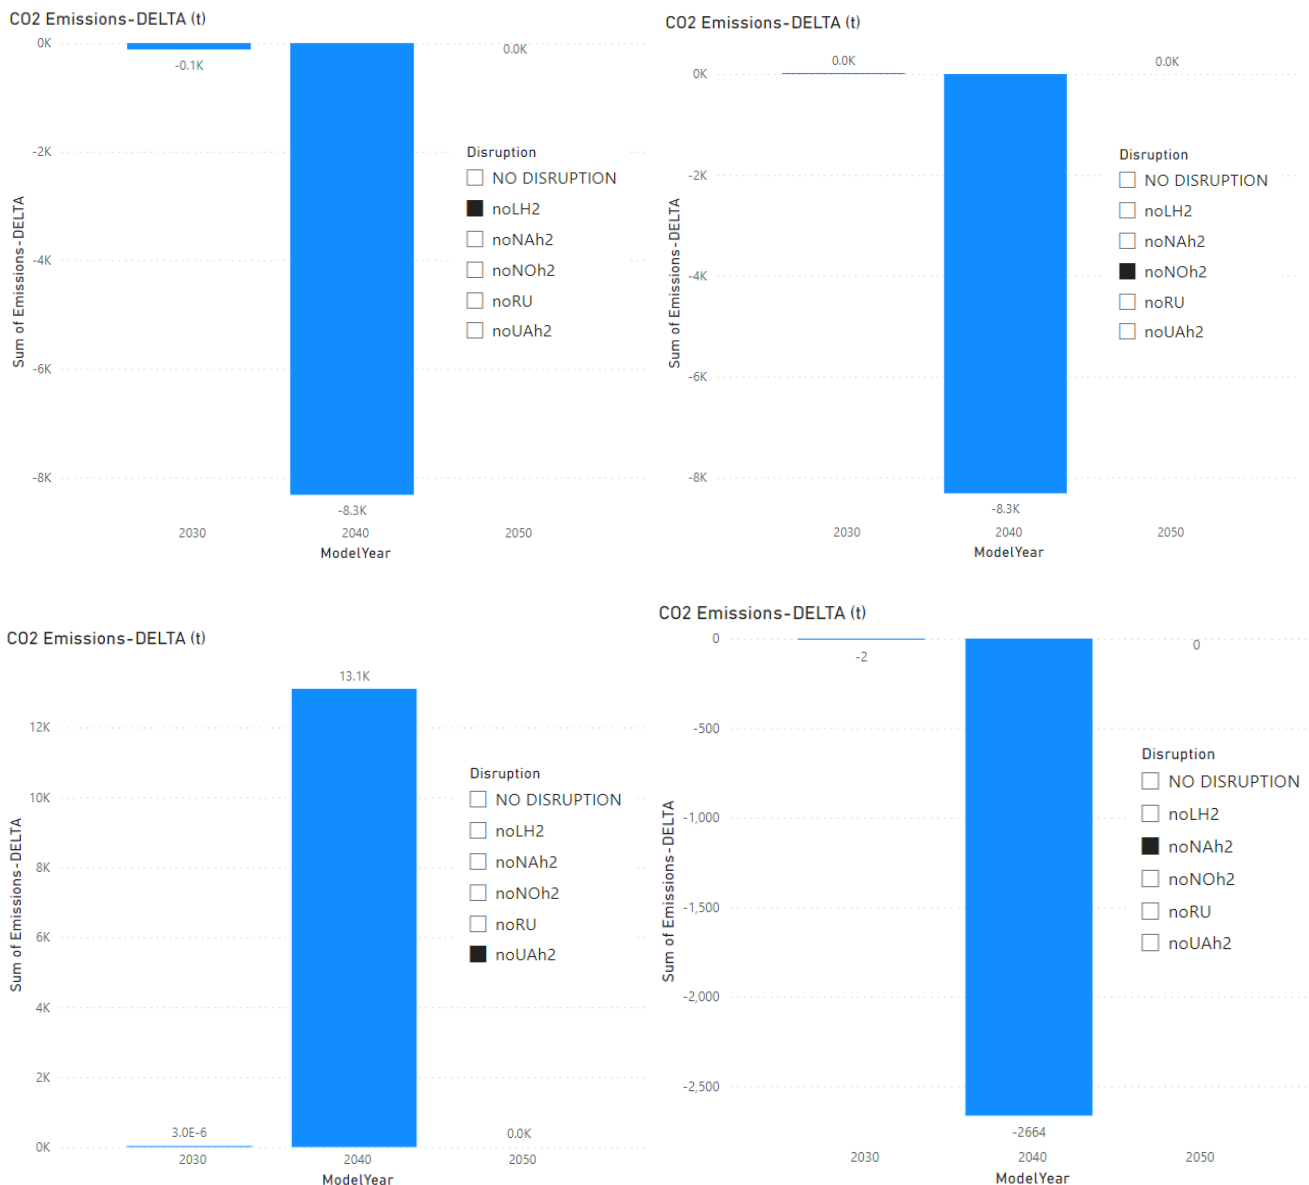 CO2 Emissions-DELTA (t)
0K
-2K
-4K
-6K
-8K
Sum of Emissions-DELTA
-0.1K
-8.3K
0.0K
2030
2040
2050
ModelYear
Disruption
NO DISRUPTION
noLH2
noNAh2
noNOh2
noRU
noUAh2
CO2 Emissions-DELTA (t)
0K
-2K
-4K
-6K
-8K
Sum of Emissions-DELTA
0.0K
-8.3K
0.0K
2030
2040
2050
ModelYear
Disruption
NO DISRUPTION
noLH2
noNAh2
noNOh2
noRU
noUAh2
CO2 Emissions-DELTA (t)
12K
10K
8K
6K
4K
2K
0K
Sum of Emissions-DELTA
3.0E-6
13.1K
0.0K
2030
2040
2050
ModelYear
Disruption
NO DISRUPTION
noLH2
noNAh2
noNOh2
noRU
noUAh2
CO2 Emissions-DELTA (t)
0
-500
-1,000
-1,500
-2,000
-2,500
Sum of Emissions-DELTA
-2
-2664
0
2030
2040
2050
ModelYear
Disruption
NO DISRUPTION
noLH2
noNAh2
noNOh2
noRU
noUAh2